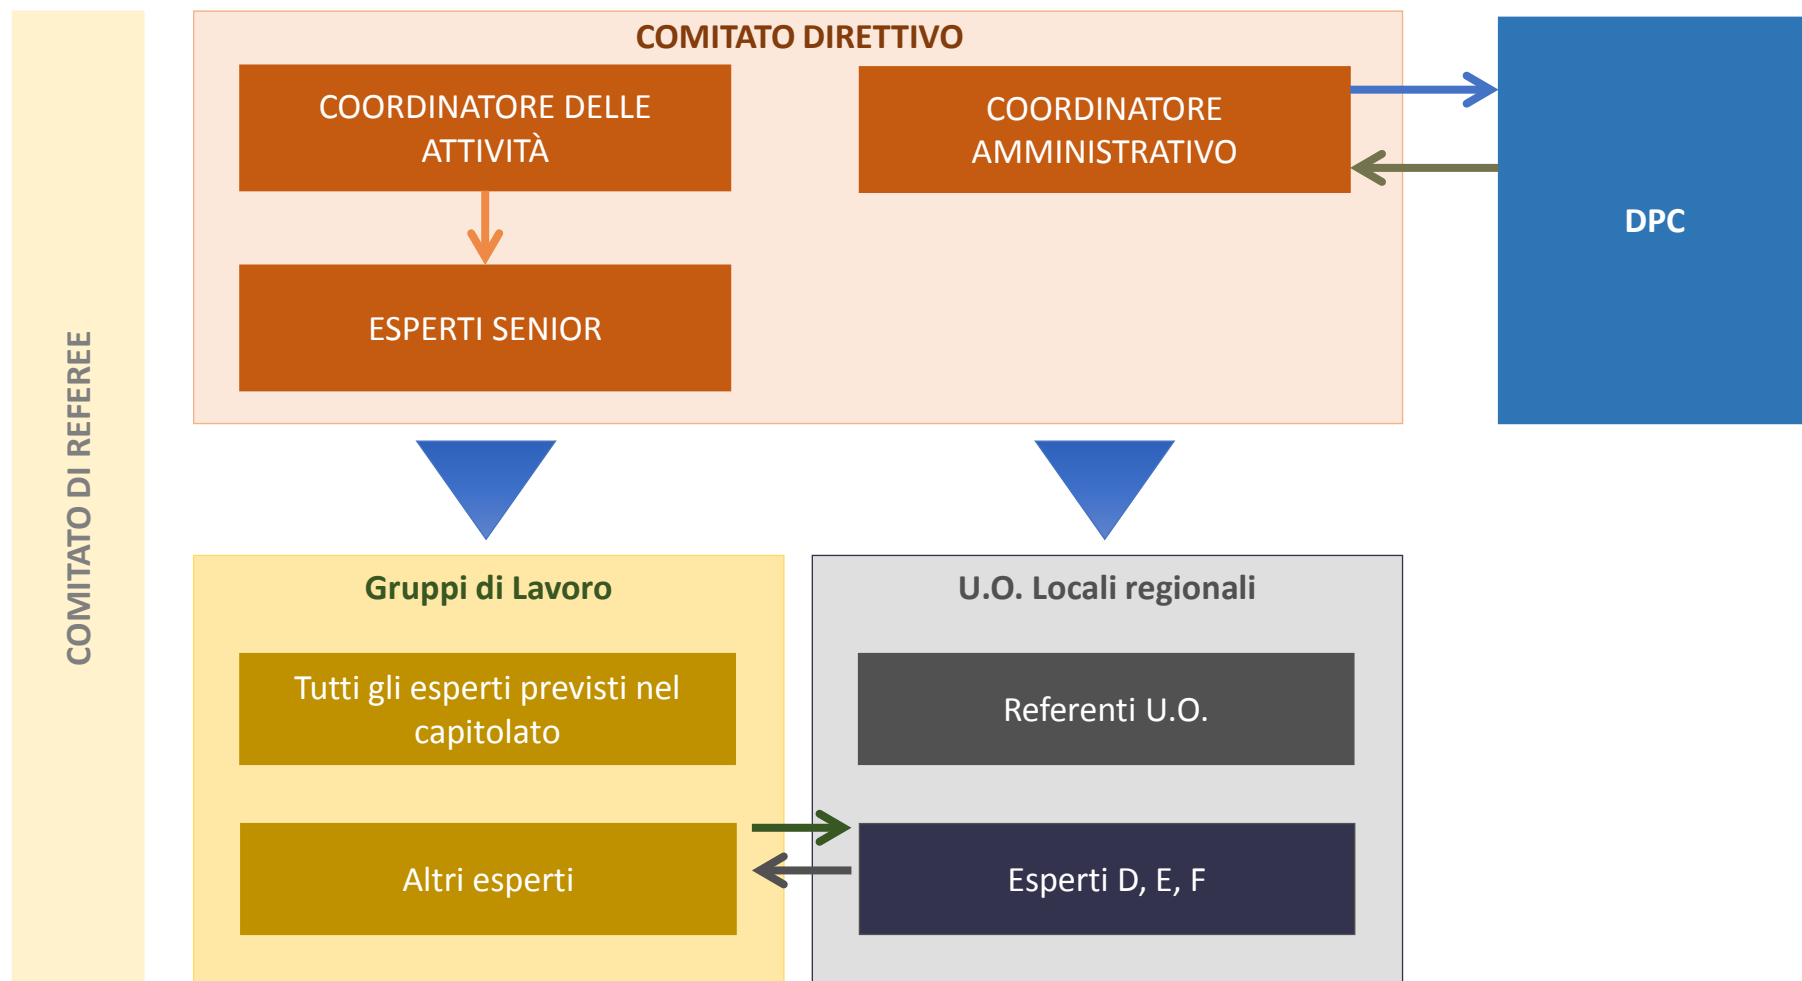 COMITATO DI REFEREE
COMITATO DIRETTIVO
COORDINATORE DELLE
ATTIVITÀ
COORDINATORE
AMMINISTRATIVO
DPC
ESPERTI SENIOR
Gruppi di Lavoro
Tutti gli esperti previsti nel
capitolato
Altri esperti
U.O. Locali regionali
Referenti U.O.
Esperti D, E, F